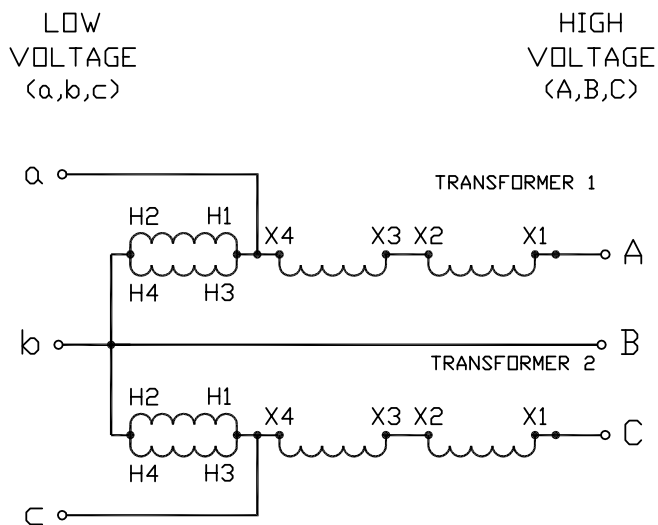 LOW
VOLTAGE
(a,b,c)
HIGH
VOLTAGE
(A,B,C)
a
TRANSFORMER 1
H2 H1
X4 X3 X2 X1
A
H4 H3
b
B
TRANSFORMER 2
H2 H1
X4 X3 X2 X1
C
H4 H3
c